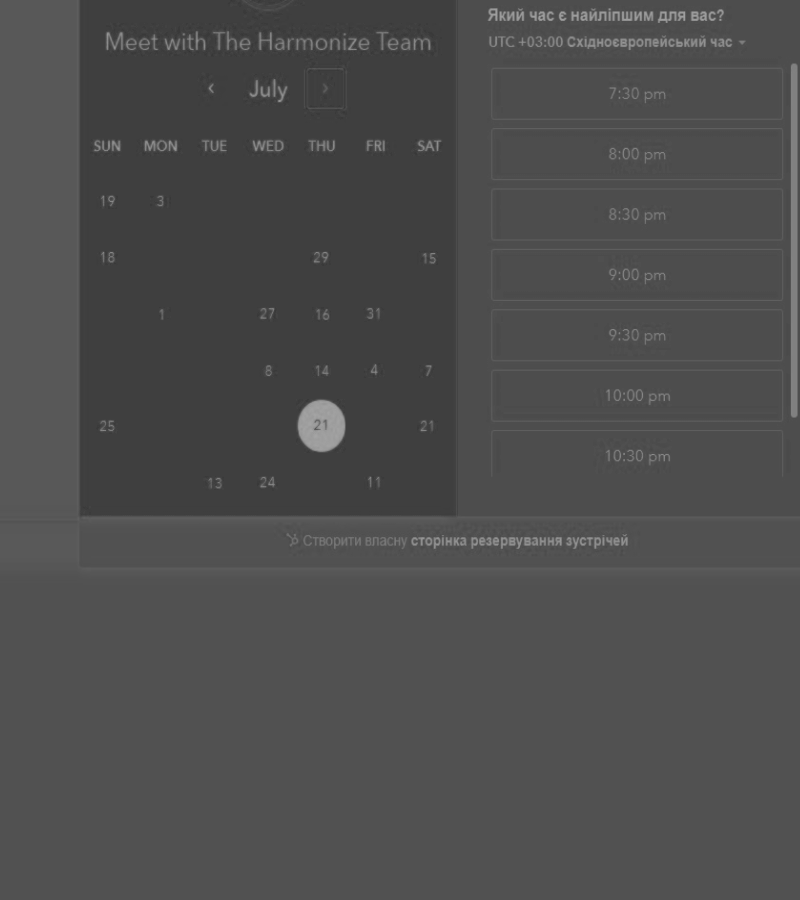 Meet with The Harmonize Team
July
SUN MON TUE WED THU FRI SAT
19 3
18 29 15
1 27 16 31
8 14 4 7
25 21 21
13 24 11
Який час є найліпшим для вас?
UTC +03:00 Східноєвропейський час
7:30 pm
8:00 pm
8:30 pm
9:00 pm
9:30 pm
10:00 pm
10:30 pm
Створити власну сторінка резервування зустрічей